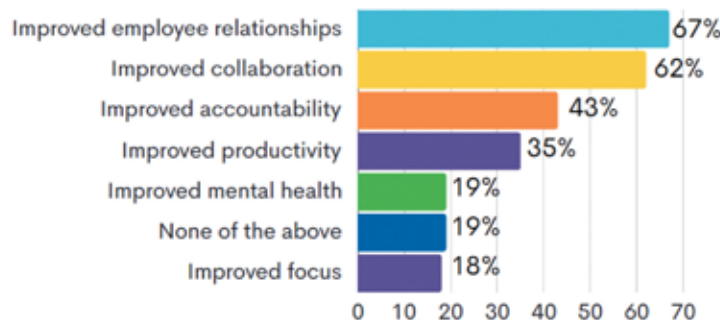 Improved employee relationships 67%
Improved collaboration 62%
Improved accountability 43%
Improved productivity 35%
Improved mental health 19%
None of the above 19%
Improved focus 18%
0 10 20 30 40 50 60 70